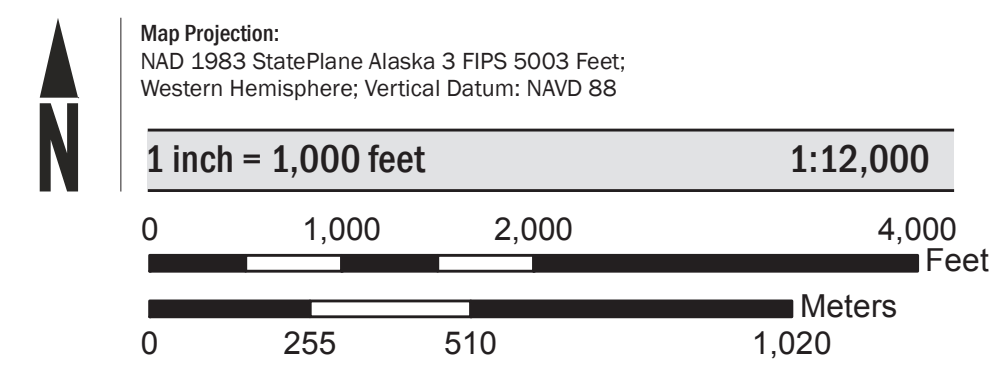 Map Projection:
NAD 1983 StatePlane Alaska 3 FIPS 5003 Feet;
Western Hemisphere; Vertical Datum: NAVD 88
N
1 inch = 1,000 feet 1:12,000
0 1,000 2,000 4,000
Feet
Meters
0 255 510 1,020